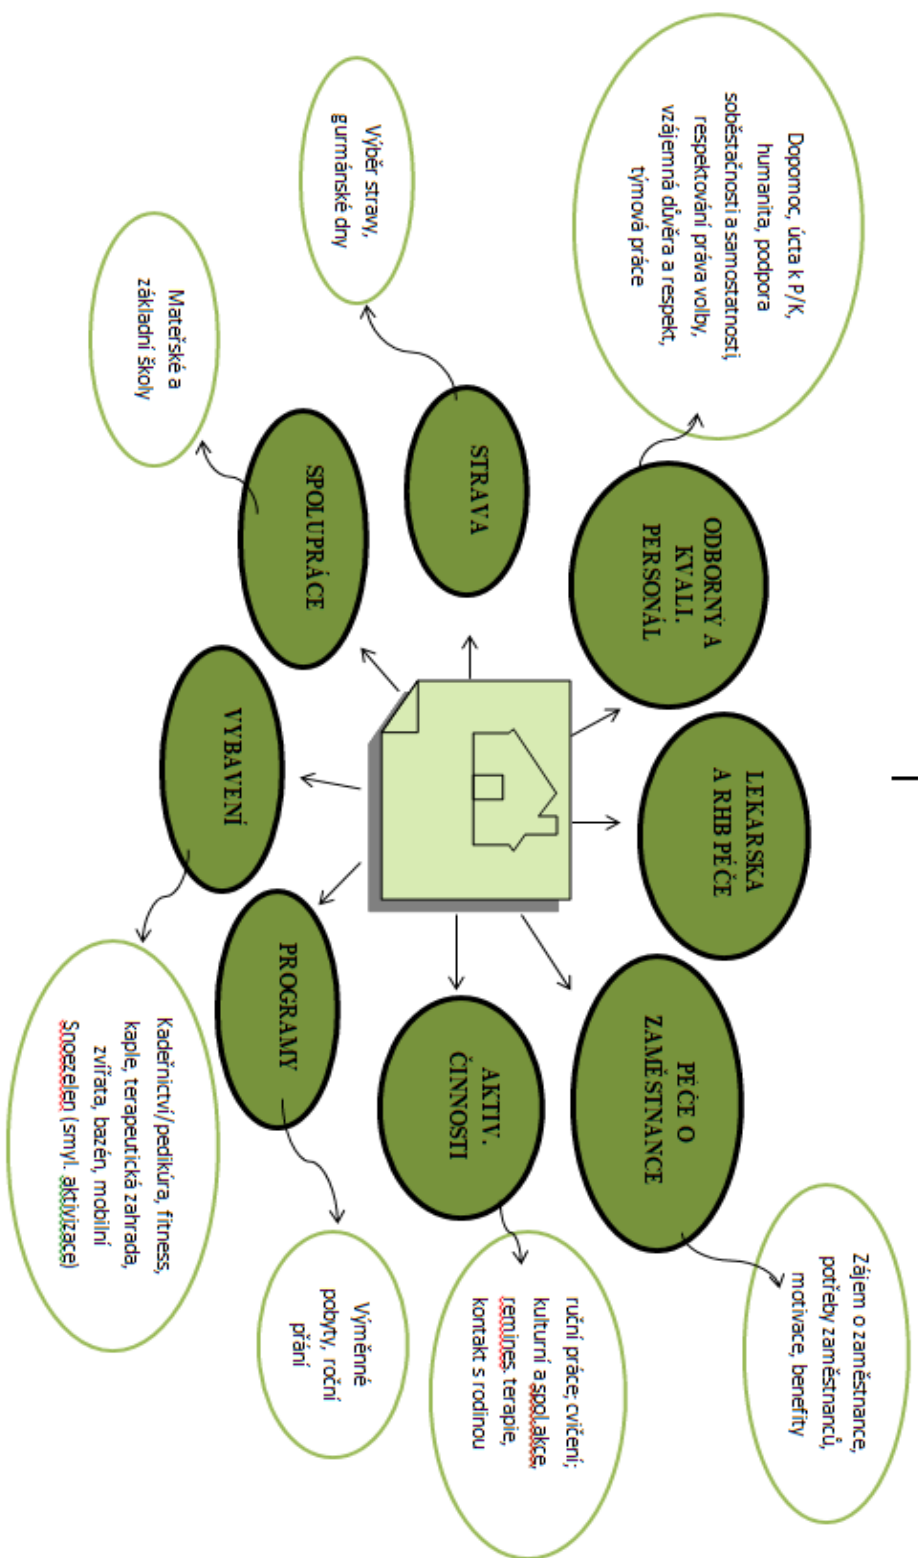 Dopomoc, úcta k P/K,
humanita, podpora
soběstačnosti a samostatnosti,
respektování práva volby,
vzájemná důvěra a respekt,
týmová práce
ODBORNÝ A
KVALI.
PERSONÁL
LEKARSKA
A RHB PÉČE
PÉČE O
ZAMĚSTNANCE
Zájem o zaměstnance,
potřeby zaměstnanců,
motivace, benefity
Výběr stravy,
gurmánské dny
STRAVA
AKTIV.
ČINNOSTI
ruční práce; cvičení;
kulturní a spol.akce,
remines. terapie,
kontakt s rodinou
Mateřské a
základní školy
SPOLUPRÁCE
VYBAVENÍ
PROGRAMY
Výměnné
pobyty, roční
přání
Kadeřnictví/pedikúra, fitness,
kaple, terapeutická zahrada,
zvířata, bazén, mobilní
Snoezelen (smyl. aktivizace)